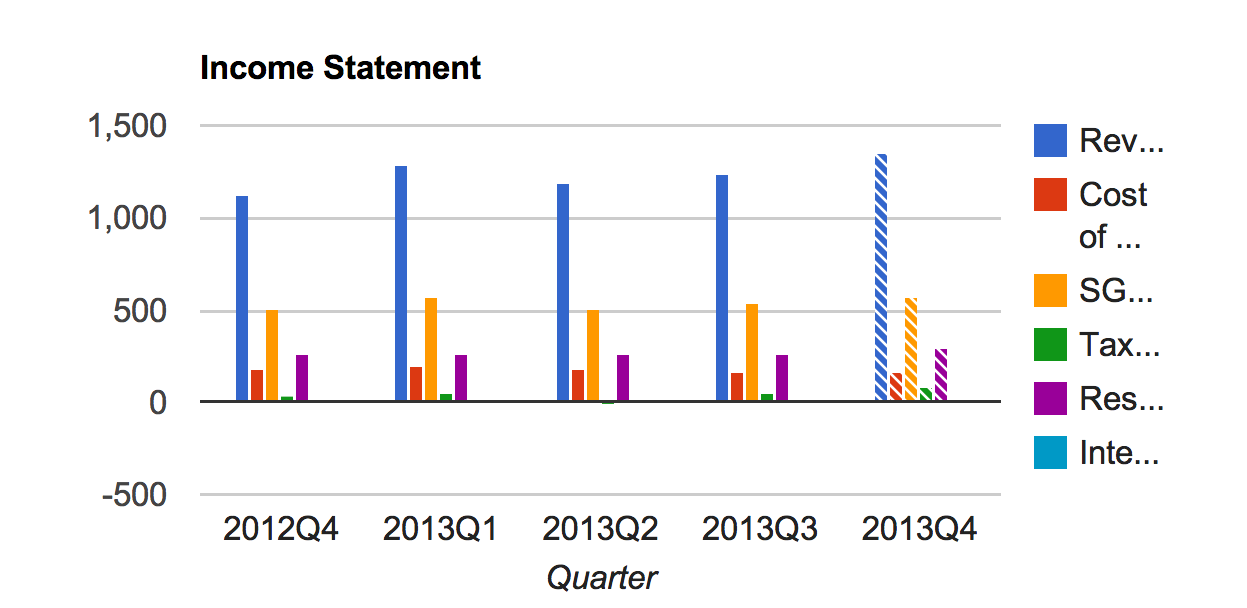 Income Statement
1,500
1,000
500
0
-500
2012Q4
2013Q1
2013Q2
2013Q3
2013Q4
Quarter
Rev...
Cost
of ...
SG...
Tax...
Res...
Inte...